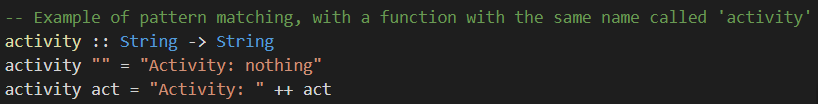 -- Example of pattern matching, with a function with the same name called 'activity'
activity :: String -> String
activity "" = "Activity: nothing"
activity act = "Activity: " ++ act